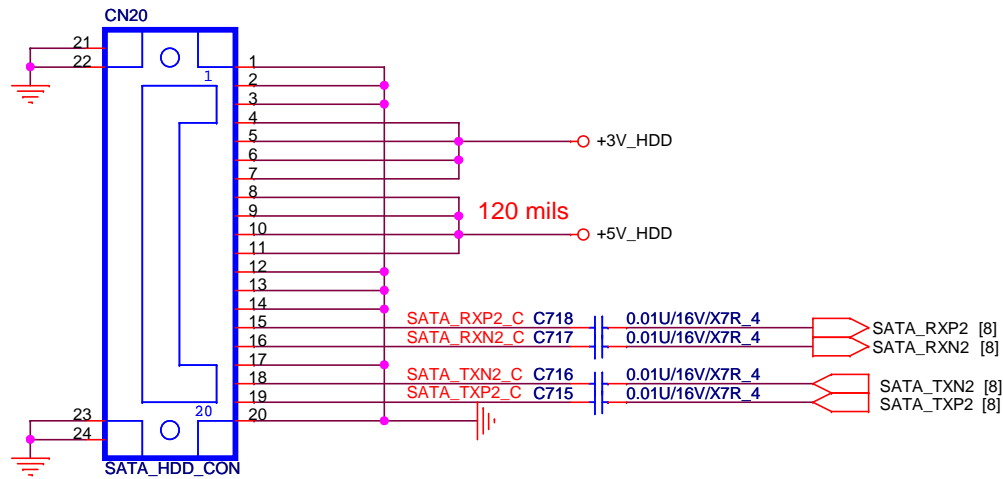 CN20
21
22
1
1
2
3
4
5
+3V_HDD
6
7
8
9
120 mils
10
+5V_HDD
11
12
13
14
15
SATA_RXP2_C C718 0.01U/16V/X7R_4
SATA_RXP2 [8]
16
SATA_RXN2_C C717 0.01U/16V/X7R_4
SATA_RXN2 [8]
17
18
SATA_TXN2_C C716 0.01U/16V/X7R_4
SATA_TXN2 [8]
19
SATA_TXP2_C C715 0.01U/16V/X7R_4
SATA_TXP2 [8]
20
20
23
24
SATA_HDD_CON